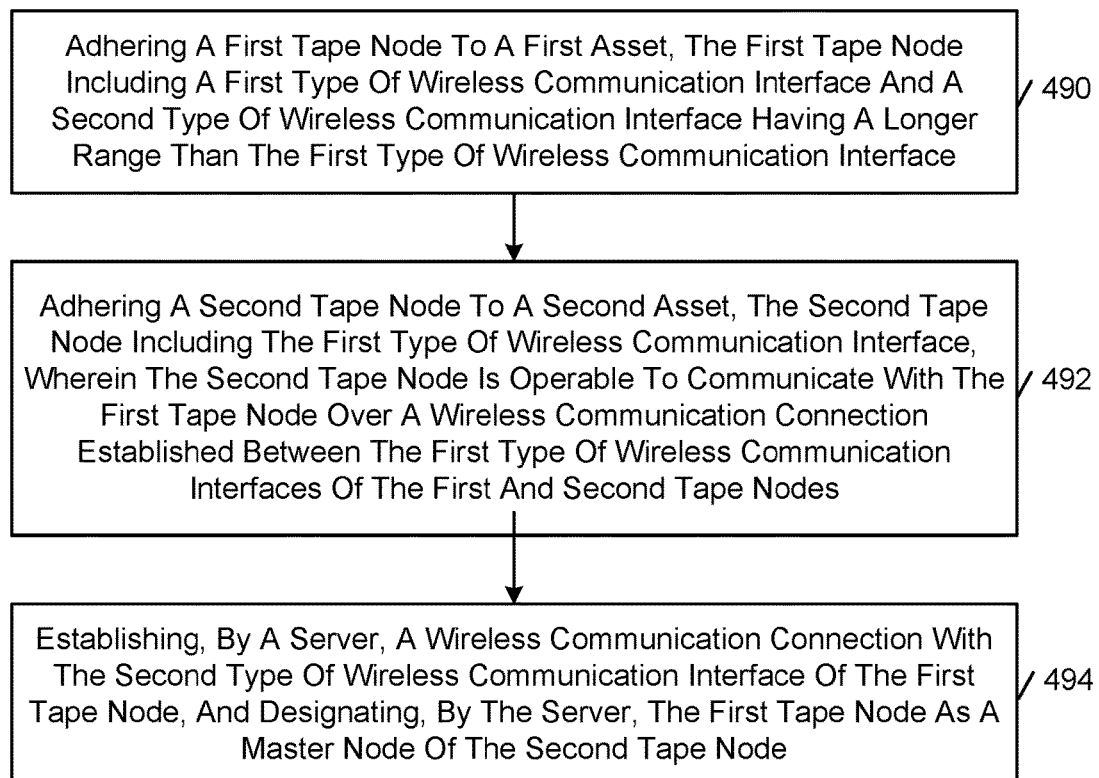 Adhering A First Tape Node To A First Asset, The First Tape Node
Including A First Type Of Wireless Communication Interface And A
Second Type Of Wireless Communication Interface Having A Longer
Range Than The First Type Of Wireless Communication Interface
490
Adhering A Second Tape Node To A Second Asset, The Second Tape
Node Including The First Type Of Wireless Communication Interface,
Wherein The Second Tape Node Is Operable To Communicate With The
First Tape Node Over A Wireless Communication Connection
Established Between The First Type Of Wireless Communication
Interfaces Of The First And Second Tape Nodes
492
Establishing, By A Server, A Wireless Communication Connection With
The Second Type Of Wireless Communication Interface Of The First
Tape Node, And Designating, By The Server, The First Tape Node As A
Master Node Of The Second Tape Node
494